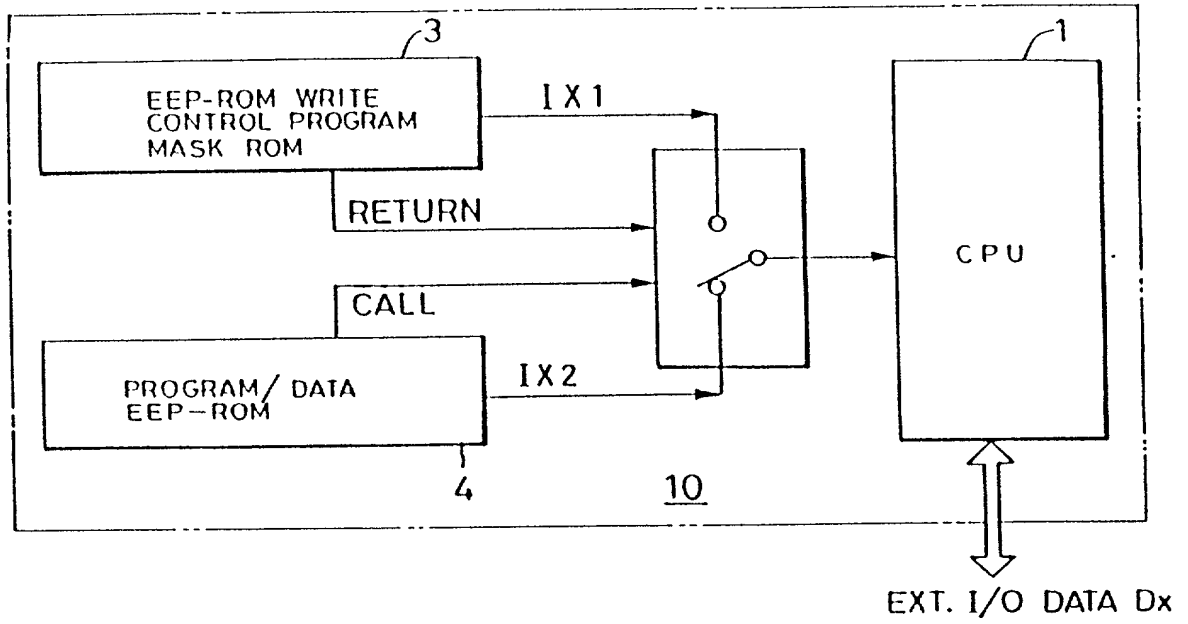 3
1
EEP-ROM WRITE
CONTROL PROGRAM
MASK ROM
IX1
RETURN
CPU
CALL
PROGRAM/DATA
EEP-ROM
IX2
4
10
EXT. I/O DATA Dx